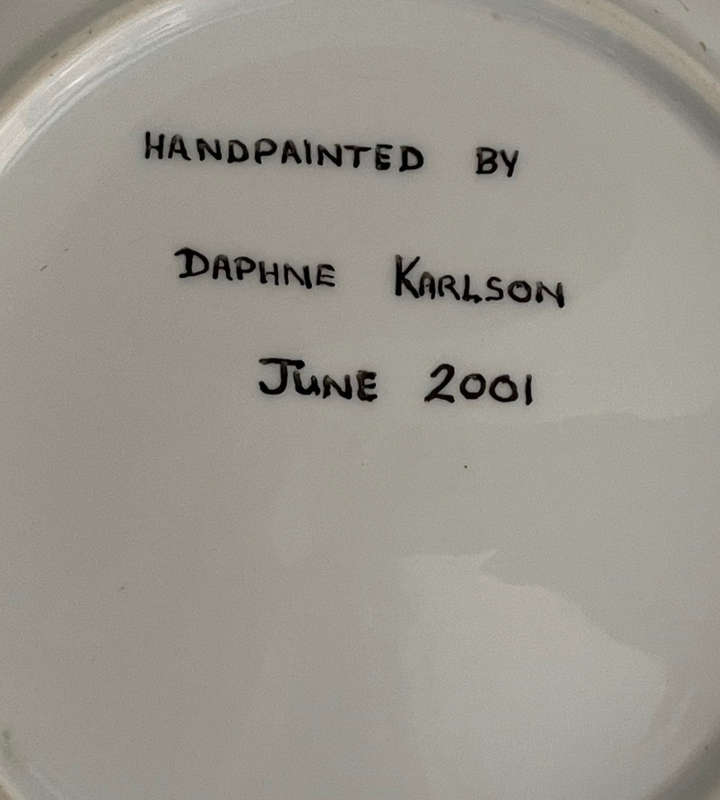 HANDPAINTED BY
DAPHNE KARLSON
JUNE 2001